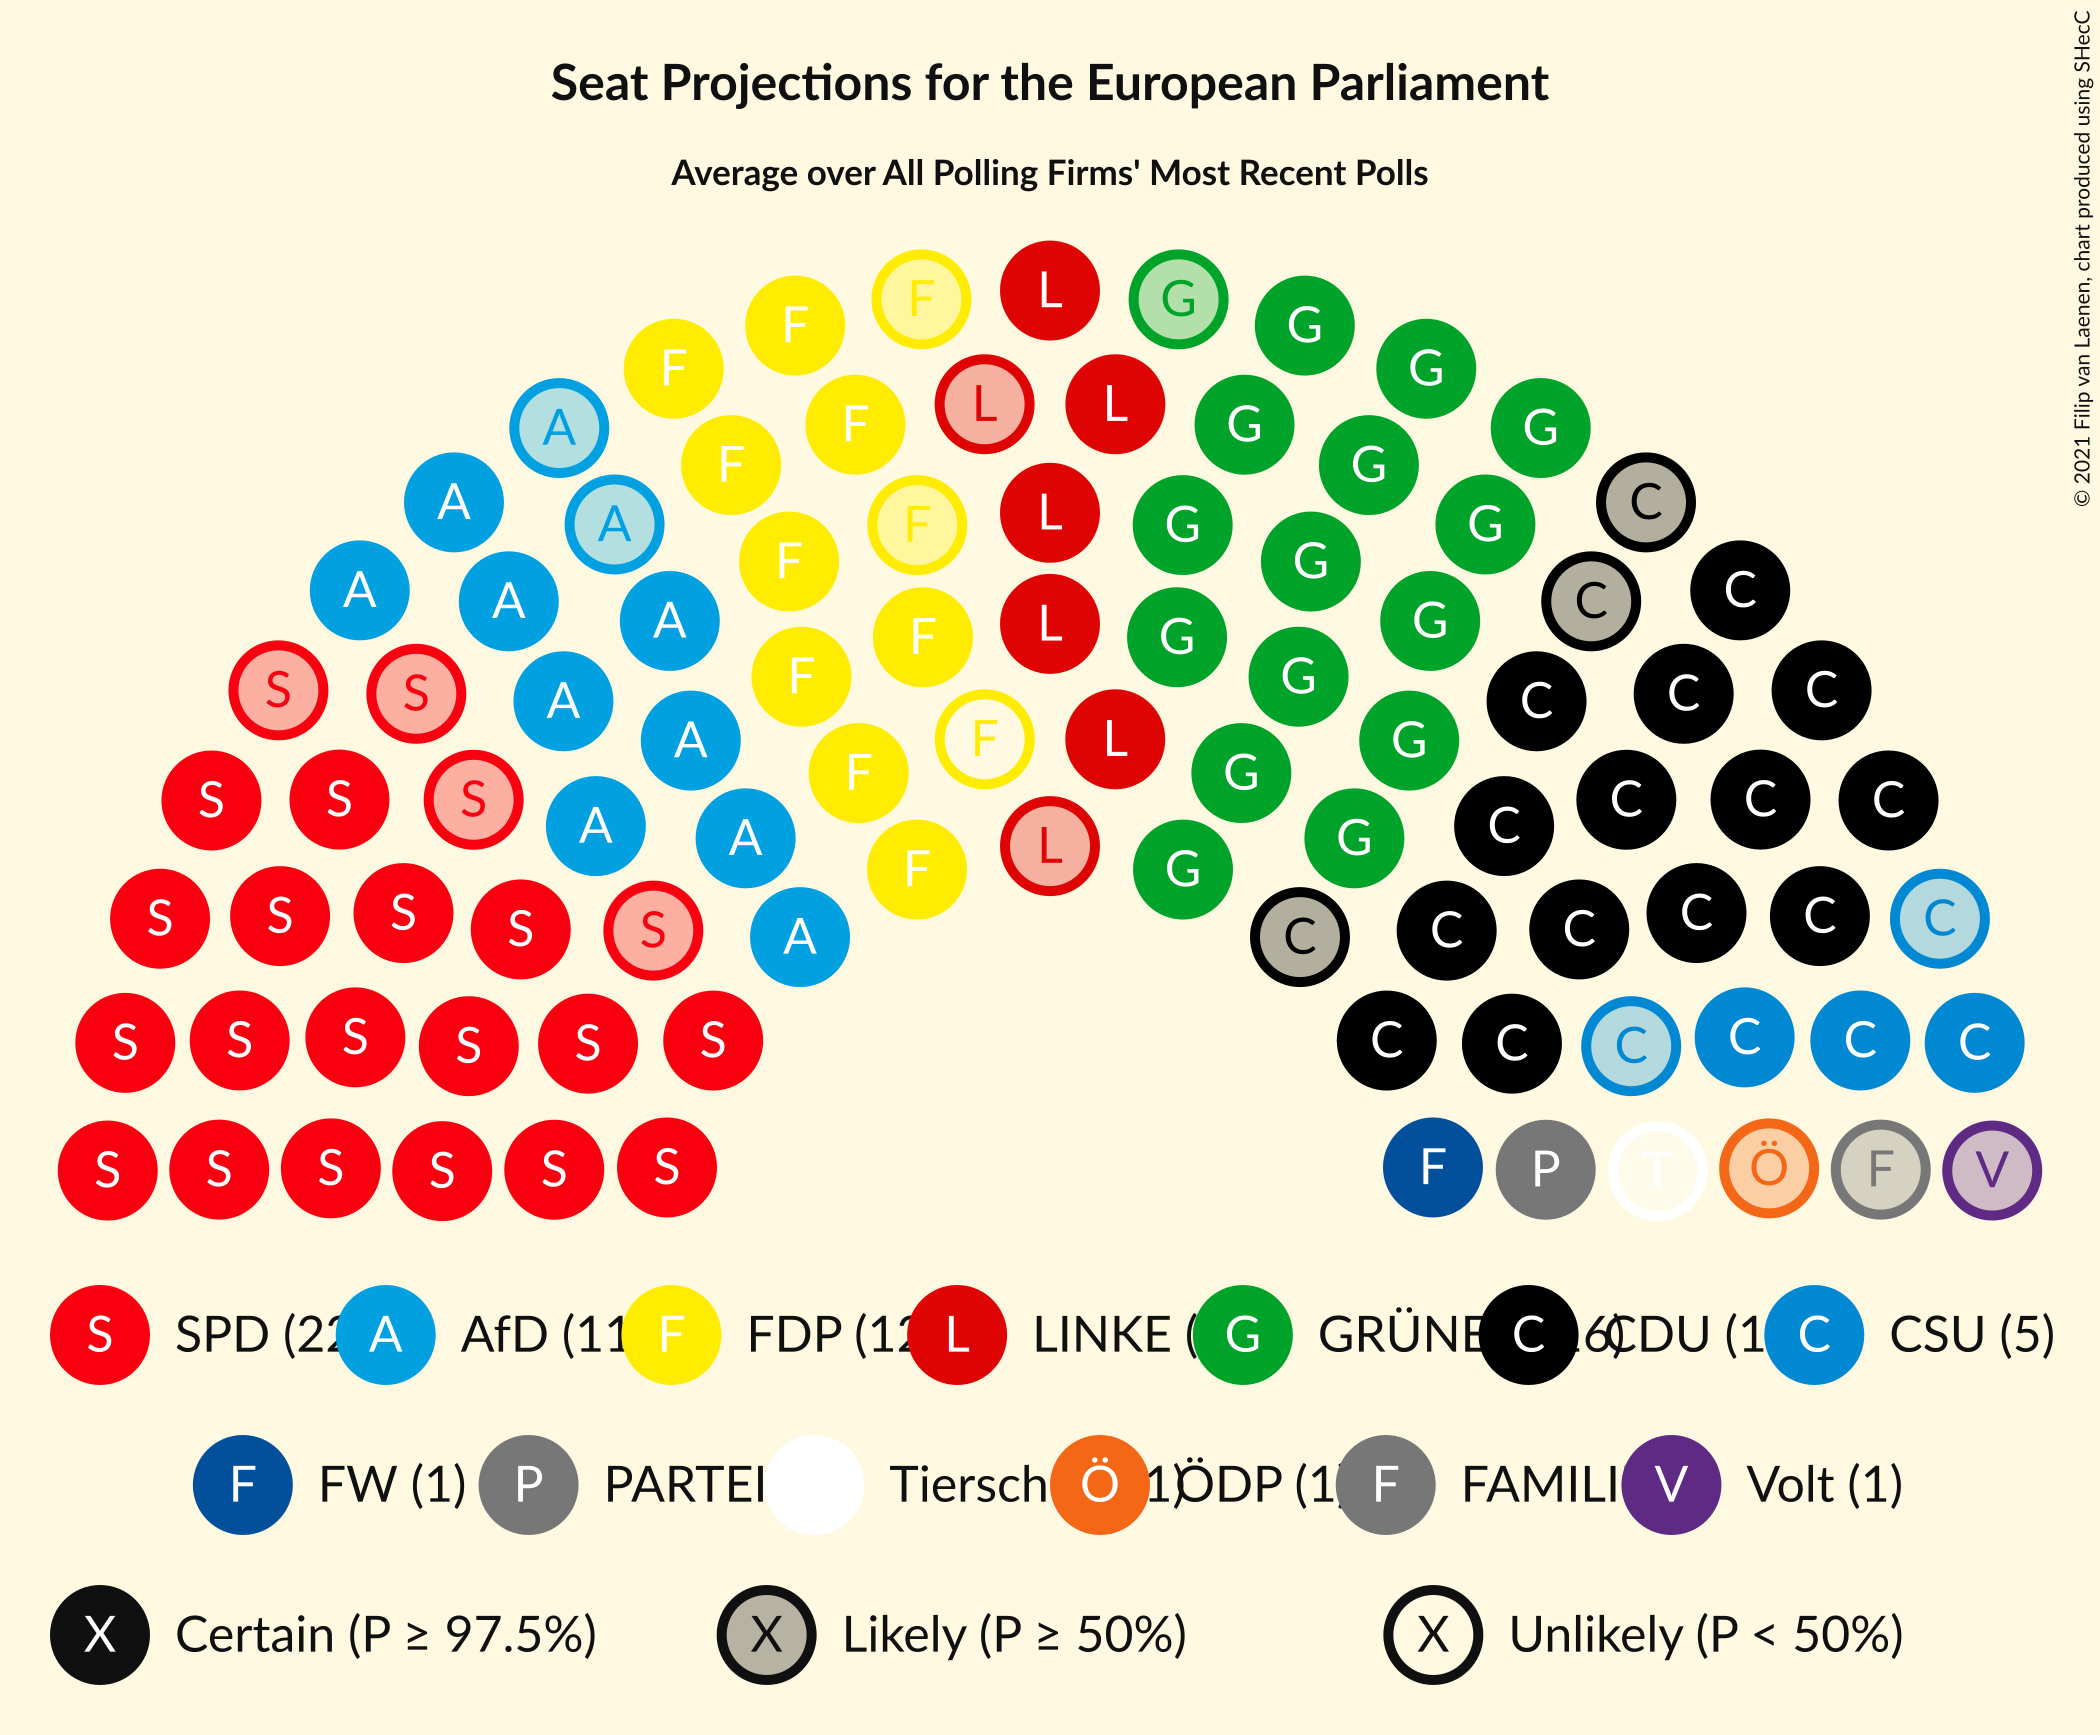 Seat Projections for the European Parliament
Average over All Polling Firms' Most Recent Polls
© 2021 Filip van Laenen, chart produced using SHecC
F L G
F G
F L L G
A F F G G
A F F L G G C
A A F G G C
A A F L G G C C
S S A F G C C C
A F L G
S S S A F G C C C C
A L G C
S S S S S A F G C C C C C C
S S S S S S C C C C C C
S S S S S S F P T Ö F V
S SPD (22 A AfD (11 F FDP (12 L LINKE ( G GRÜNE C 6) CDU (1 C CSU (5)
F FW (1) P PARTEI Tiersch Ö 1) ÖDP (1 F FAMILI V Volt (1)
X Certain (P ≥ 97.5%) X Likely (P ≥ 50%) X Unlikely (P < 50%)